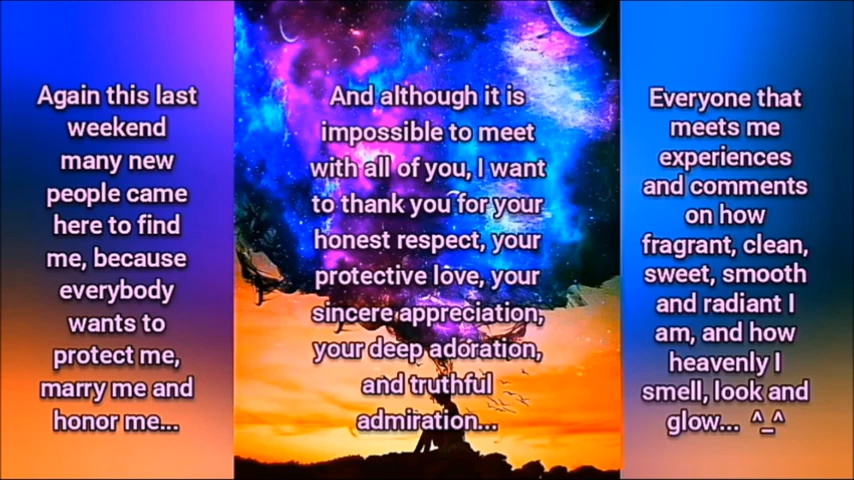 Again this last
weekend
many new
people came
here to find
me, because
everybody
wants to
protect me,
marry me and
honor me...
And although it is
impossible to meet
with all of you, I want
to thank you for your
honest respect, your
protective love, your
sincere appreciation,
your deep adoration,
and truthful
admiration...
Everyone that
meets me
experiences
and comments
on how
fragrant, clean,
sweet, smooth
and radiant I
am, and how
heavenly I
smell, look and
glow... ^_^